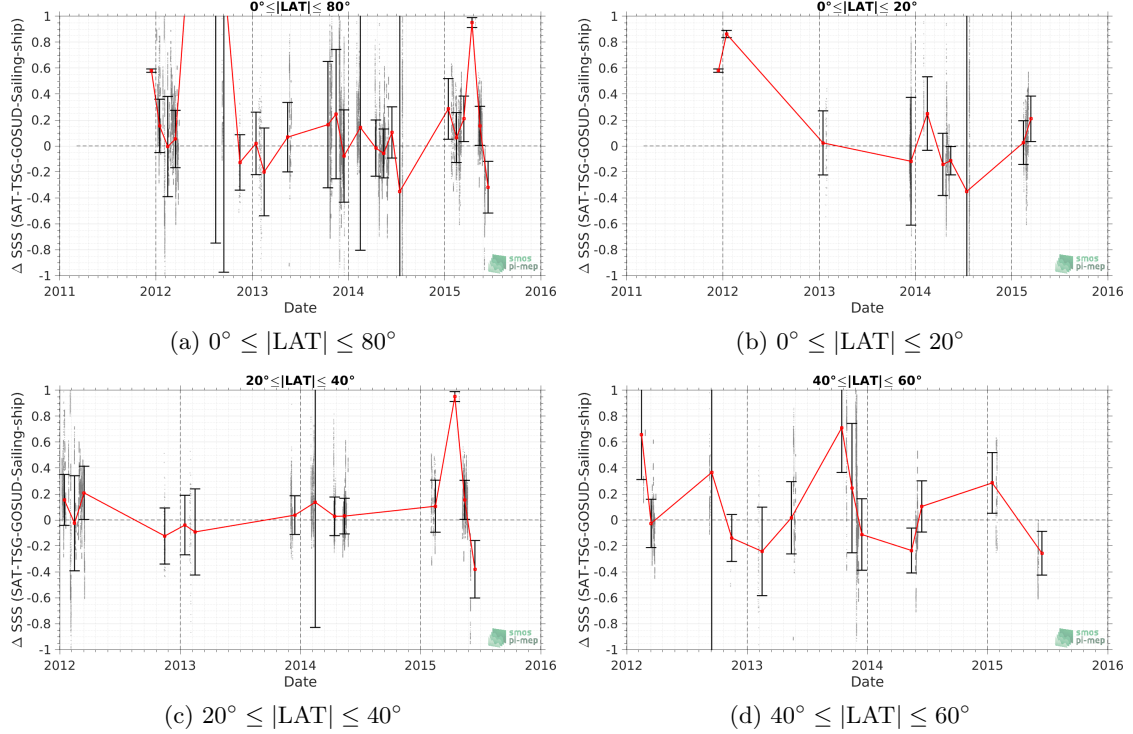 0°≤|LAT|≤ 80°
Δ SSS (SAT-TSG-GOSUD-Sailing-ship)
1
0.8
0.6
0.4
0.2
0
-0.2
-0.4
-0.6
-0.8
-1
2011
2012
2013
2014
2015
2016
Date
smos
pi-mep
(a) 0° ≤ |LAT| ≤ 80°
0°≤|LAT|≤ 20°
Δ SSS (SAT-TSG-GOSUD-Sailing-ship)
1
0.8
0.6
0.4
0.2
0
-0.2
-0.4
-0.6
-0.8
-1
2011
2012
2013
2014
2015
2016
Date
smos
pi-mep
(b) 0° ≤ |LAT| ≤ 20°
20°≤|LAT|≤ 40°
Δ SSS (SAT-TSG-GOSUD-Sailing-ship)
1
0.8
0.6
0.4
0.2
0
-0.2
-0.4
-0.6
-0.8
-1
2012
2013
2014
2015
2016
Date
smos
pi-mep
(c) 20° ≤ |LAT| ≤ 40°
40°≤|LAT|≤ 60°
Δ SSS (SAT-TSG-GOSUD-Sailing-ship)
1
0.8
0.6
0.4
0.2
0
-0.2
-0.4
-0.6
-0.8
-1
2012
2013
2014
2015
2016
Date
smos
pi-mep
(d) 40° ≤ |LAT| ≤ 60°